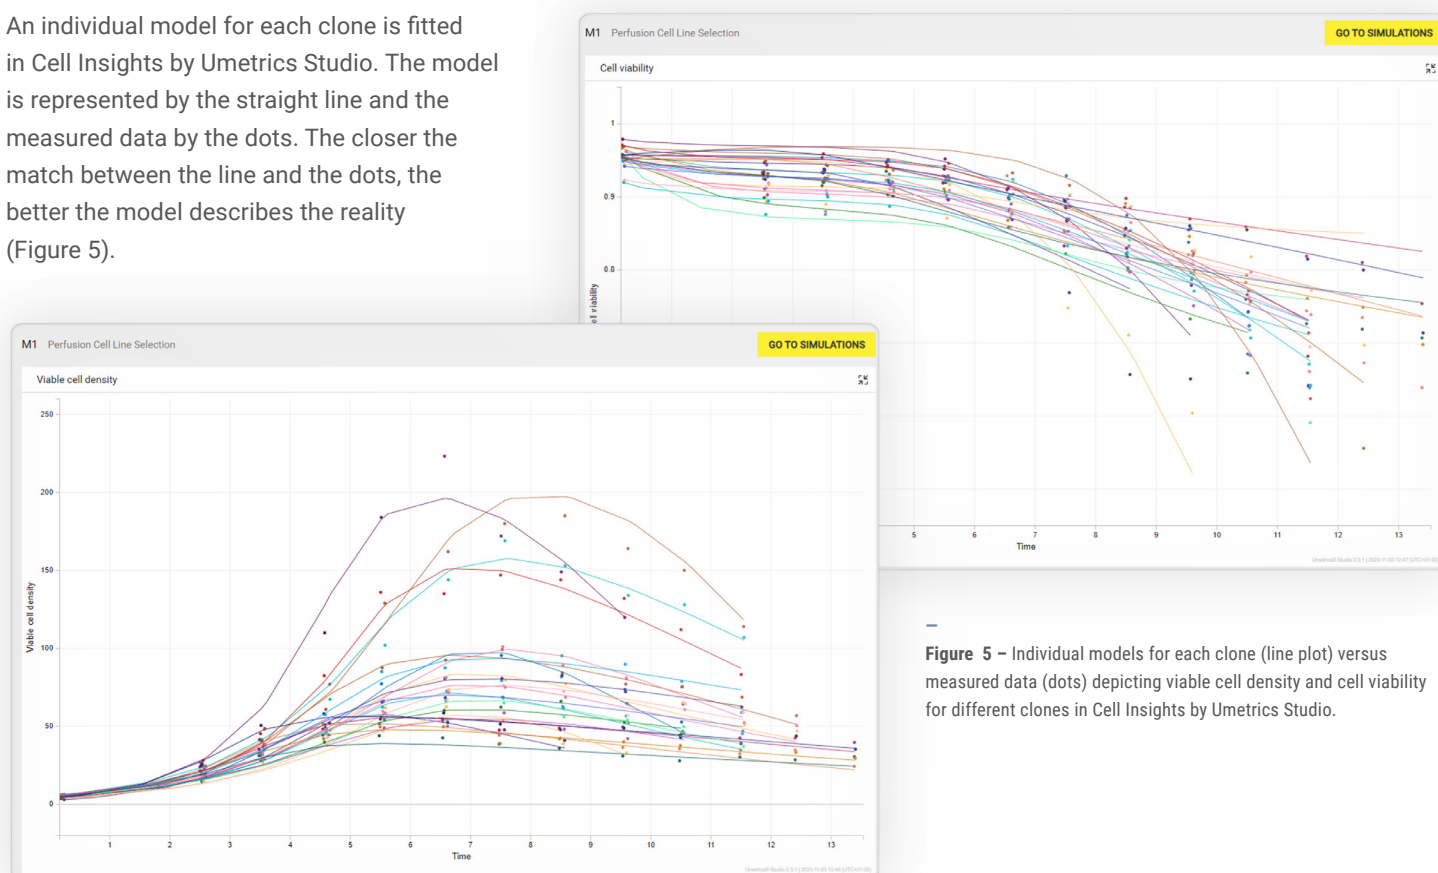 An individual model for each clone is fitted
in Cell Insights by Umetrics Studio. The model
is represented by the straight line and the
measured data by the dots. The closer the
match between the line and the dots, the
better the model describes the reality
(Figure 5).
M1 Perfusion Cell Line Selection
GO TO SIMULATIONS
Cell viability
1
0.9
0.8
ell viability
5 6 7 8 9 10 11 12 13
Time
M1 Perfusion Cell Line Selection
GO TO SIMULATIONS
Viable cell density
250
200
150
100
50
0
Viable cell density
1 2 3 4 5 6 7 8 9 10 11 12 13
Time
Figure 5 – Individual models for each clone (line plot) versus
measured data (dots) depicting viable cell density and cell viability
for different clones in Cell Insights by Umetrics Studio.